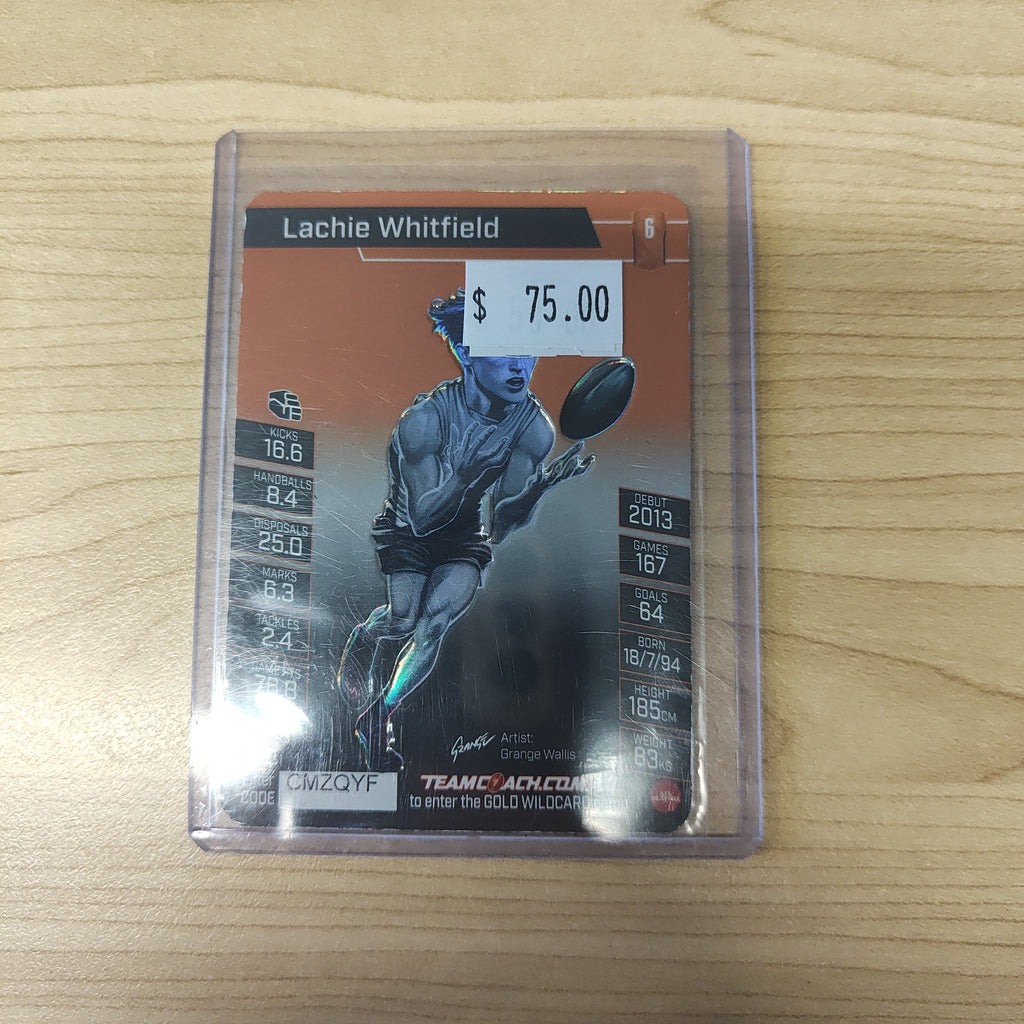 Lachie Whitfield
6
$ 75.00
KICKS
16.6
HANDBALLS
8.4
DISPOSALS
25.0
MARKS
6.3
TACKLES
2.4
DEBUT
2013
GAMES
167
GOALS
64
BORN
18/7/94
HEIGHT
185CM
WEIGHT
83KG
GRANGE
Artist:
Grange Wallis
CODE CMZQYF
TEAMCOACH.COM
to enter the GOLD WILDCARD